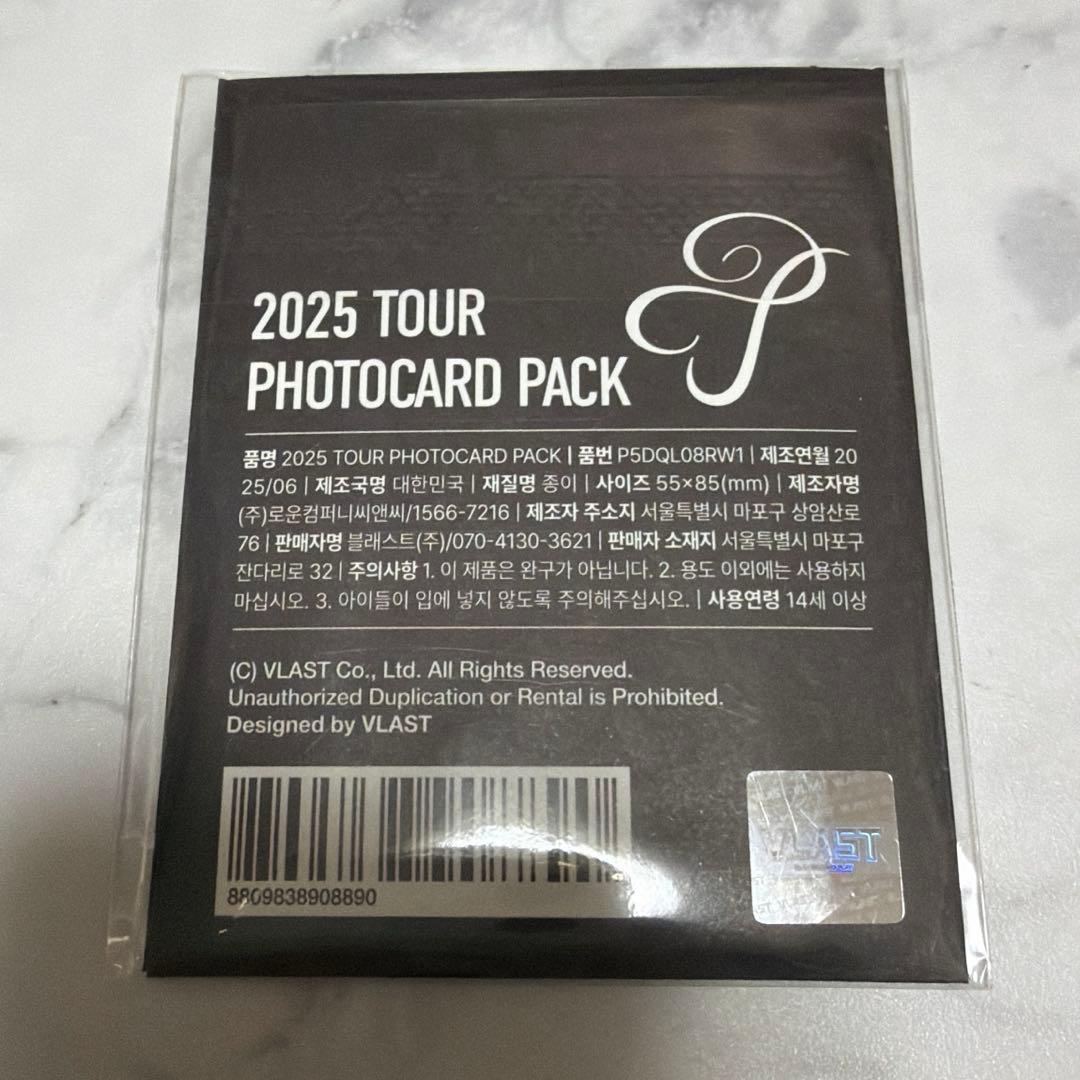 2025 TOUR
PHOTOCARD PACK
품명 2025 TOUR PHOTOCARD PACK | 품번 P5DQL08RW1 | 제조연월 20
25/06 | 제조국명 대한민국 | 재질명 종이 | 사이즈 55×85(mm) | 제조자명
(주)로운컴퍼니씨앤씨/1566-7216 | 제조자 주소지 서울특별시 마포구 상암산로
76 | 판매자명 블래스트(주)/070-4130-3621 | 판매자 소재지 서울특별시 마포구
잔다리로 32 | 주의사항 1. 이 제품은 완구가 아닙니다. 2. 용도 이외에는 사용하지
마십시오. 3. 아이들이 입에 넣지 않도록 주의해주십시오. | 사용연령 14세 이상
(C) VLAST Co., Ltd. All Rights Reserved.
Unauthorized Duplication or Rental is Prohibited.
Designed by VLAST
8809838908890
VLAST